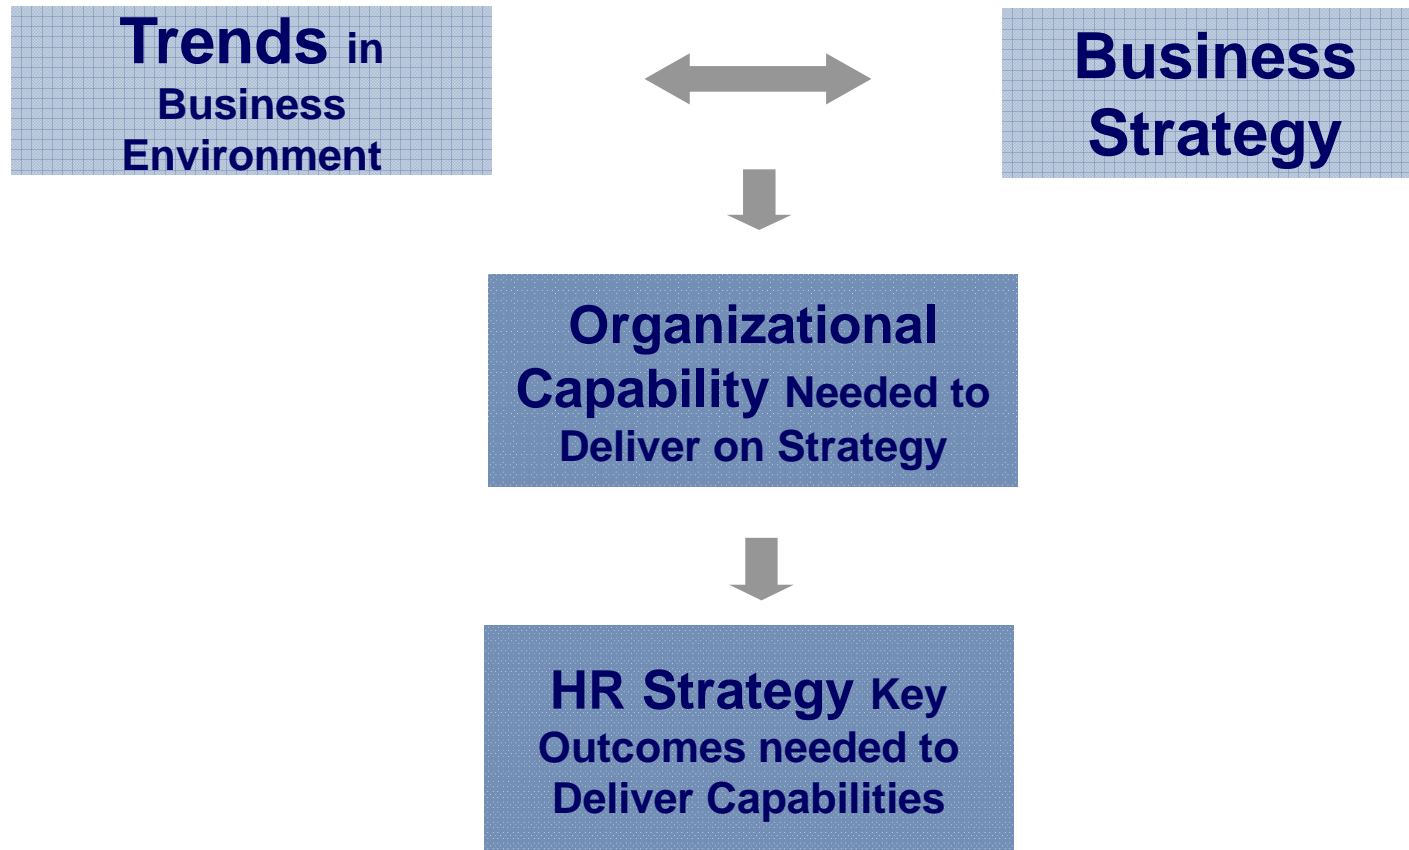 Trends in
Business
Environment
Business
Strategy
Organizational
Capability Needed to
Deliver on Strategy
HR Strategy Key
Outcomes needed to
Deliver Capabilities